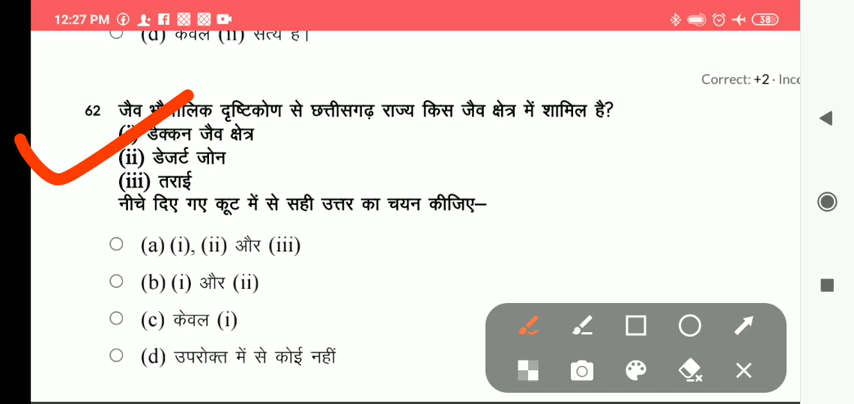 12:27 PM 38
(d) केवल (ii) सत्य है।
Correct: +2 · Inco
62 जैव भौगोलिक दृष्टिकोण से छत्तीसगढ़ राज्य किस जैव क्षेत्र में शामिल है?
(i) डेक्कन जैव क्षेत्र
(ii) डेजर्ट जोन
(iii) तराई
नीचे दिए गए कूट में से सही उत्तर का चयन कीजिए–
(a) (i), (ii) और (iii)
(b) (i) और (ii)
(c) केवल (i)
(d) उपरोक्त में से कोई नहीं